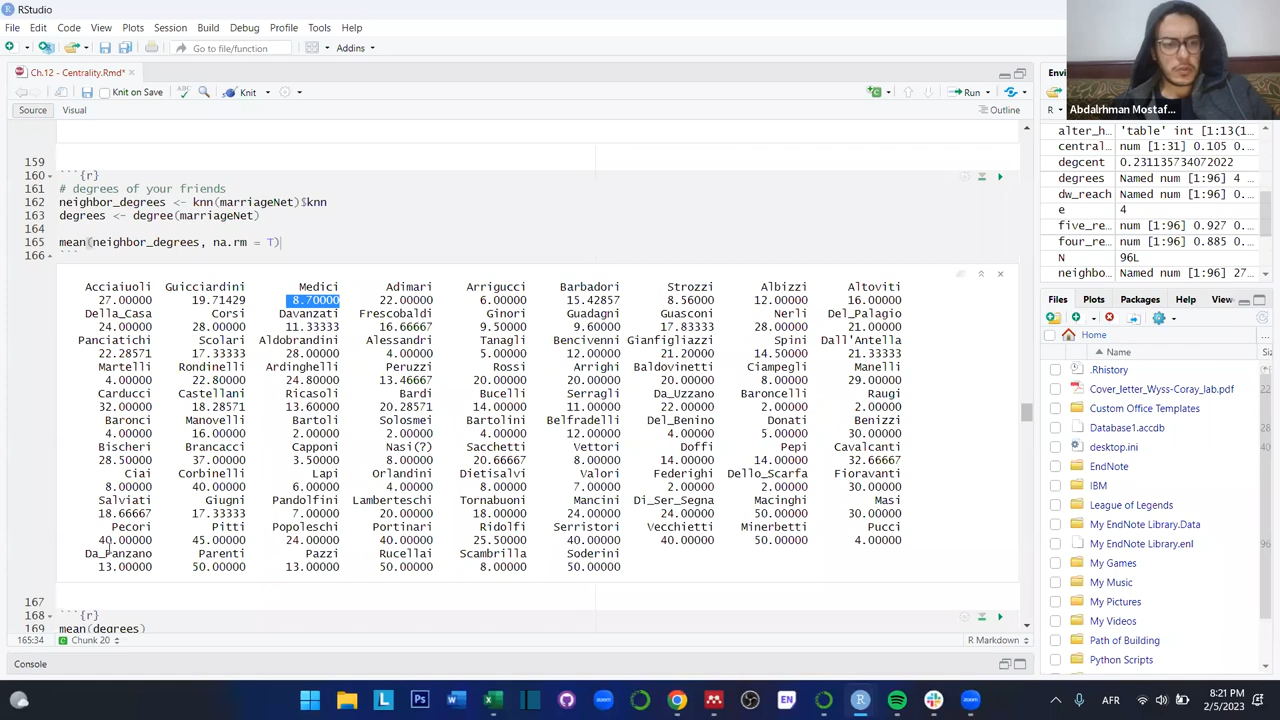 RStudio
File Edit Code View Plots Session Build Debug Profile Tools Help
Go to file/function Addins
Ch.12 - Centrality.Rmd*
Knit on Save Knit Run
Source Visual Outline
159
160 ```{r}
161 # degrees of your friends
162 neighbor_degrees <- knn(marriageNet)$knn
163 degrees <- degree(marriageNet)
164
165 mean(neighbor_degrees, na.rm = T)
166 ```
Acciaiuoli Guicciardini Medici Adimari Arrigucci Barbadori Strozzi Albizzi Altoviti
27.00000 19.71429 8.70000 22.00000 6.00000 15.42857 8.56000 12.00000 16.00000
Della_Casa Corsi Davanzati Frescobaldi Ginori Guadagni Guasconi Nerli Del_Palagio
24.00000 28.00000 11.33333 16.66667 9.50000 9.60000 17.83333 28.00000 21.00000
Panciatichi Scolari Aldobrandini Alessandri Tanagli Bencivenni Gianfigliazzi Spini Dall'Antella
22.28571 17.33333 28.00000 4.00000 5.00000 12.00000 21.20000 14.50000 21.33333
Martelli Rondinelli Ardinghelli Peruzzi Rossi Arrighi Baldovinetti Ciampegli Manelli
4.00000 22.80000 24.80000 13.46667 20.00000 20.00000 20.00000 8.00000 29.00000
Carducci Castellani Ricasoli Bardi Bucelli Serragli Da_Uzzano Baroncelli Raugi
32.00000 18.28571 13.60000 20.28571 14.00000 11.00000 22.00000 2.00000 2.00000
Baronci Manovelli Bartoli Solosmei Bartolini Belfradelli Del_Benino Donati Benizzi
4.00000 16.00000 2.00000 2.00000 4.00000 12.00000 4.00000 5.00000 30.00000
Bischeri Brancacci Capponi Nasi(?) Sacchetti Vettori Doffi Pepi Cavalcanti
28.50000 37.00000 3.50000 8.00000 20.66667 8.00000 14.00000 14.00000 32.66667
Ciai Corbinelli Lapi Orlandini Dietisalvi Valori Federighi Dello_Scarfa Fioravanti
8.00000 40.00000 6.00000 4.00000 8.00000 7.00000 2.00000 2.00000 30.00000
Salviati Giugni Pandolfini Lamberteschi Tornabuoni Mancini Di_Ser_Segna Macinghi Masi
18.66667 17.33333 7.00000 20.00000 18.00000 24.00000 50.00000 24.00000 30.00000
Pecori Pitti Popoleschi Portinari Ridolfi Serristori Vecchietti Minerbetti Pucci
40.00000 45.00000 24.00000 40.00000 25.50000 40.00000 40.00000 50.00000 4.00000
Da_Panzano Parenti Pazzi Rucellai Scambrilla Soderini
13.00000 50.00000 13.00000 50.00000 8.00000 50.00000
167
168 ```{r}
169 mean(degrees)
165:34 Chunk 20 R Markdown
Console
Abdalrhman Mostaf...
Envi
R
alter_h… 'table' int [1:13(1…
central… num [1:31] 0.105 0.…
degcent 0.231135734072022
degrees Named num [1:96] 4 …
dw_reach Named num [1:96] 0.…
e 4
five_re… num [1:96] 0.927 0…
four_re… num [1:96] 0.885 0…
N 96L
neighbo… Named num [1:96] 27…
Files Plots Packages Help View
Home
Name
.Rhistory
Cover_letter_Wyss-Coray_lab.pdf 22
Custom Office Templates
Database1.accdb 28
desktop.ini 40
EndNote
IBM
League of Legends
My EndNote Library.Data
My EndNote Library.enl 96
My Games
My Music
My Pictures
My Videos
Path of Building
Python Scripts
EN
AFR
8:21 PM
2/5/2023